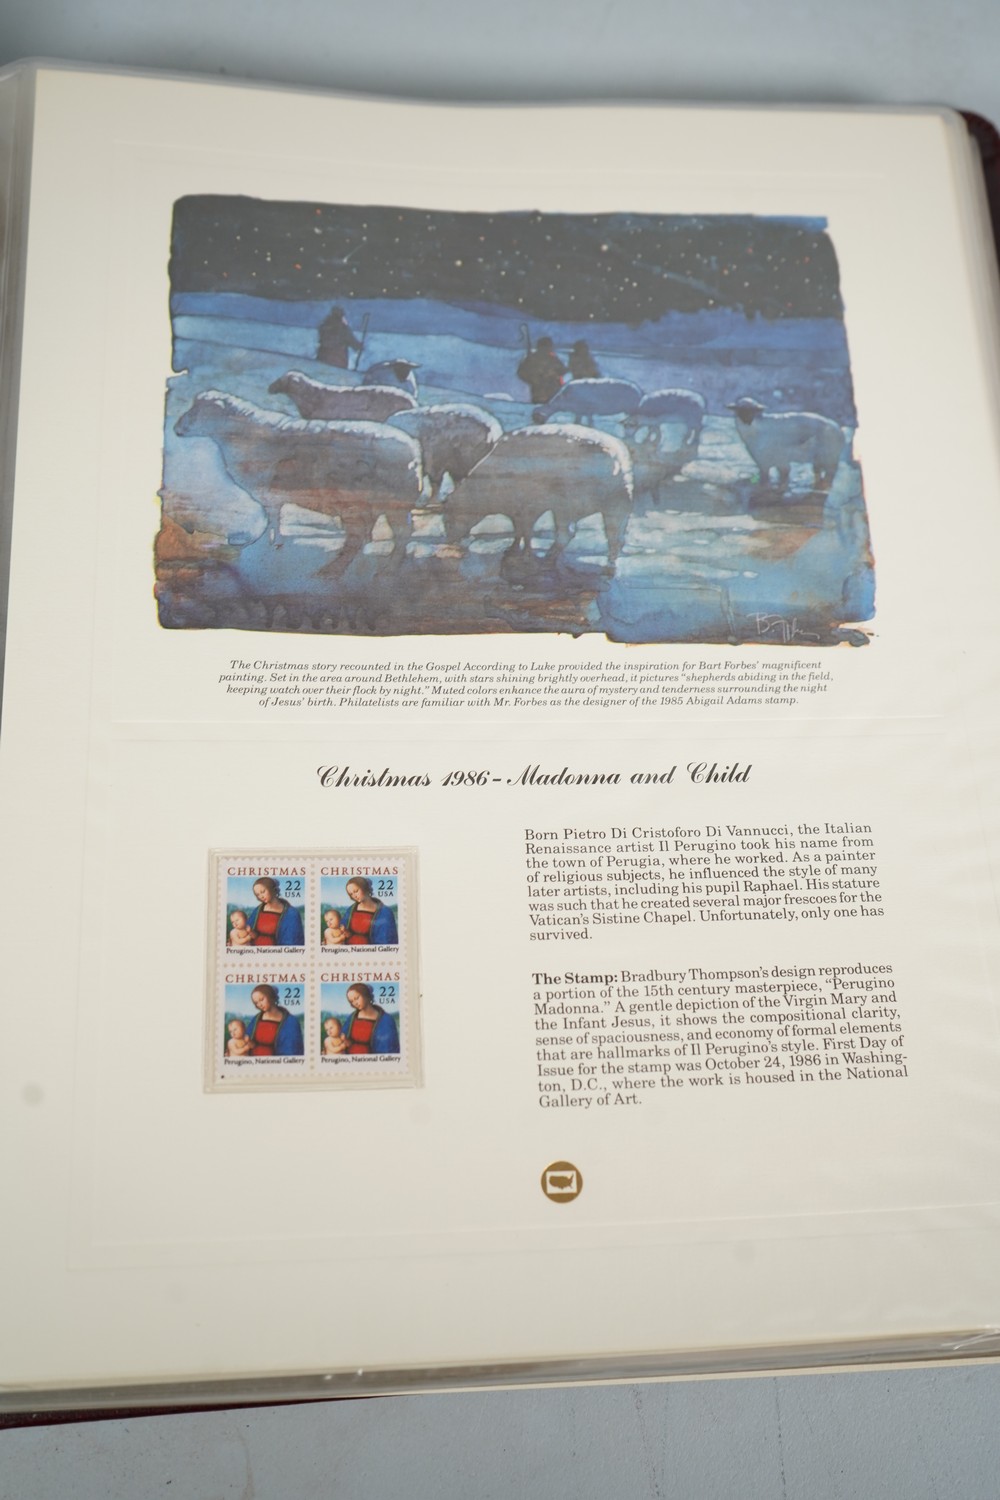 The Christmas story recounted in the Gospel According to Luke provided the inspiration for Bart Forbes' magnificent
painting. Set in the area around Bethlehem, with stars shining brightly overhead, it pictures "shepherds abiding in the field,
keeping watch over their flock by night." Muted colors enhance the aura of mystery and tenderness surrounding the night
of Jesus' birth. Philatelists are familiar with Mr. Forbes as the designer of the 1985 Abigail Adams stamp.
Christmas 1986 – Madonna and Child
CHRISTMAS
22
USA
Perugino, National Gallery
CHRISTMAS
22
USA
Perugino, National Gallery
CHRISTMAS
22
USA
Perugino, National Gallery
CHRISTMAS
22
USA
Perugino, National Gallery
Born Pietro Di Cristoforo Di Vannucci, the Italian
Renaissance artist Il Perugino took his name from
the town of Perugia, where he worked. As a painter
of religious subjects, he influenced the style of many
later artists, including his pupil Raphael. His stature
was such that he created several major frescoes for the
Vatican's Sistine Chapel. Unfortunately, only one has
survived.
The Stamp: Bradbury Thompson's design reproduces
a portion of the 15th century masterpiece, "Perugino
Madonna." A gentle depiction of the Virgin Mary and
the Infant Jesus, it shows the compositional clarity,
sense of spaciousness, and economy of formal elements
that are hallmarks of Il Perugino's style. First Day of
Issue for the stamp was October 24, 1986 in Washing-
ton, D.C., where the work is housed in the National
Gallery of Art.